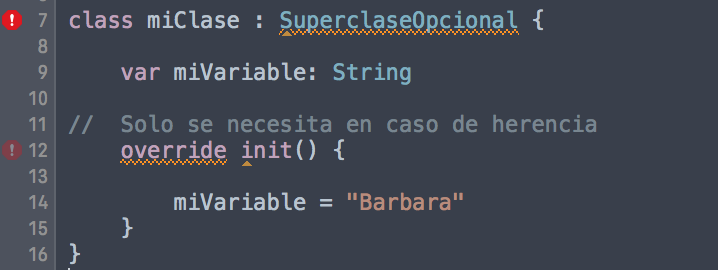 7 class miClase : SuperclaseOpcional {
8
9 var miVariable: String
10
11 // Solo se necesita en caso de herencia
12 override init() {
13
14 miVariable = "Barbara"
15 }
16 }